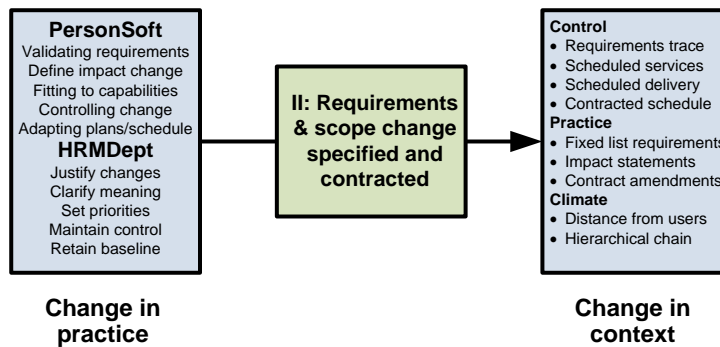 PersonSoft
Validating requirements
Define impact change
Fitting to capabilities
Controlling change
Adapting plans/schedule
HRMDept
Justify changes
Clarify meaning
Set priorities
Maintain control
Retain baseline
Change in
practice
II: Requirements
& scope change
specified and
contracted
Control
• Requirements trace
• Scheduled services
• Scheduled delivery
• Contracted schedule
Practice
• Fixed list requirements
• Impact statements
• Contract amendments
Climate
• Distance from users
• Hierarchical chain
Change in
context